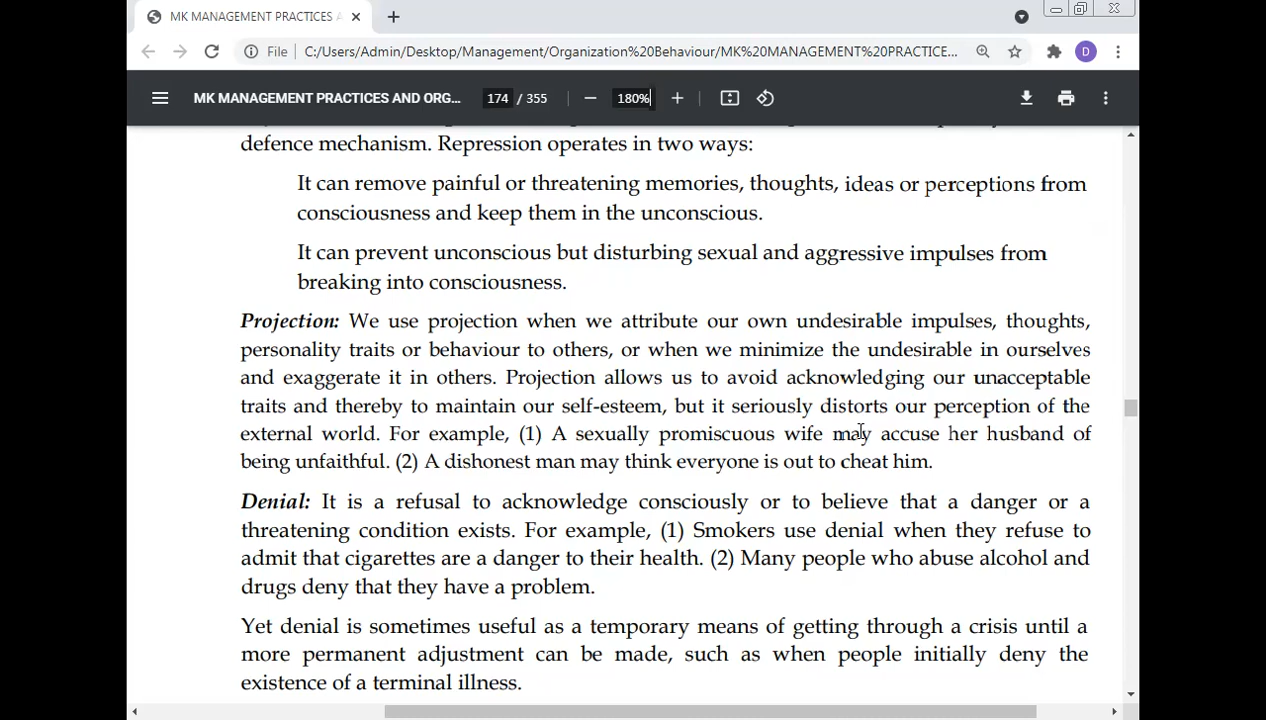 MK MANAGEMENT PRACTICES A
File C:/Users/Admin/Desktop/Management/Organization%20Behaviour/MK%20MANAGEMENT%20PRACTICE...
D
MK MANAGEMENT PRACTICES AND ORG... 174 / 355 180%
defence mechanism. Repression operates in two ways:
It can remove painful or threatening memories, thoughts, ideas or perceptions from
consciousness and keep them in the unconscious.
It can prevent unconscious but disturbing sexual and aggressive impulses from
breaking into consciousness.
Projection: We use projection when we attribute our own undesirable impulses, thoughts,
personality traits or behaviour to others, or when we minimize the undesirable in ourselves
and exaggerate it in others. Projection allows us to avoid acknowledging our unacceptable
traits and thereby to maintain our self-esteem, but it seriously distorts our perception of the
external world. For example, (1) A sexually promiscuous wife may accuse her husband of
being unfaithful. (2) A dishonest man may think everyone is out to cheat him.
Denial: It is a refusal to acknowledge consciously or to believe that a danger or a
threatening condition exists. For example, (1) Smokers use denial when they refuse to
admit that cigarettes are a danger to their health. (2) Many people who abuse alcohol and
drugs deny that they have a problem.
Yet denial is sometimes useful as a temporary means of getting through a crisis until a
more permanent adjustment can be made, such as when people initially deny the
existence of a terminal illness.